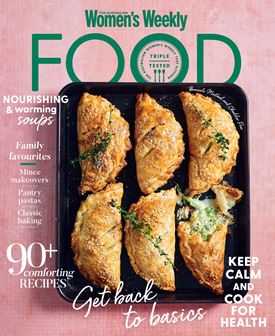 THE AUSTRALIAN
Women's Weekly
FOOD
TRIPLE
TESTED
NOURISHING
& warming
soups
Family
favourites
Mince
makeovers
Pantry
pastas
Classic
baking
90+
comforting
RECIPES
Get back
to basics
KEEP
CALM
AND
COOK
FOR
HEALTH